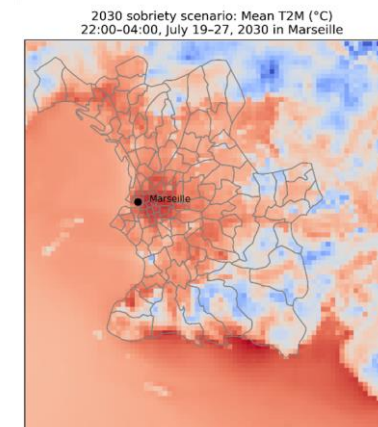 2030 sobriety scenario: Mean T2M (°C)
22:00–04:00, July 19–27, 2030 in Marseille
Marseille